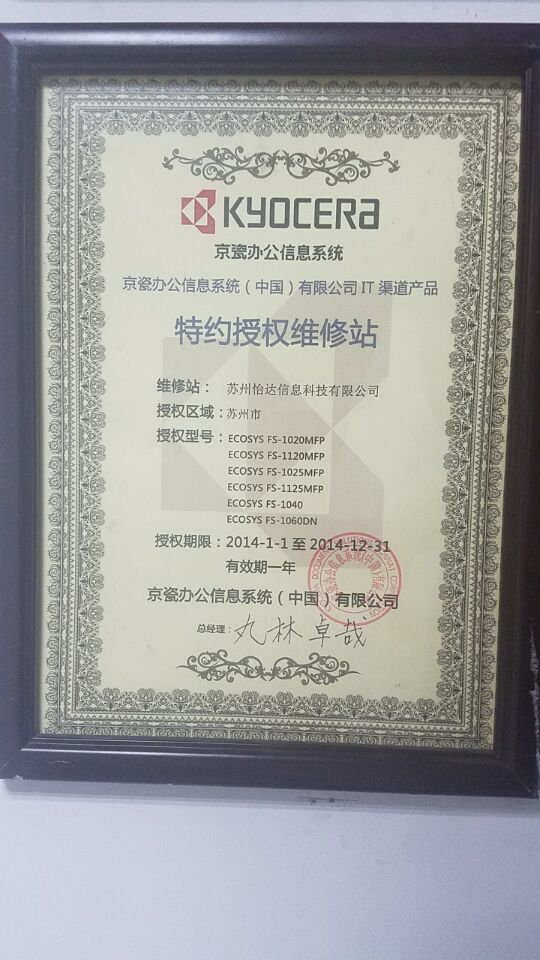 KYOCERA
京瓷办公信息系统
京瓷办公信息系统（中国）有限公司 IT 渠道产品
特约授权维修站
维修站： 苏州怡达信息科技有限公司
授权区域：苏州市
授权型号：ECOSYS FS-1020MFP
ECOSYS FS-1120MFP
ECOSYS FS-1025MFP
ECOSYS FS-1125MFP
ECOSYS FS-1040
ECOSYS FS-1060DN
授权期限：2014-1-1 至 2014-12-31
有效期一年
京瓷办公信息系统（中国）有限公司
总经理：丸林卓哉